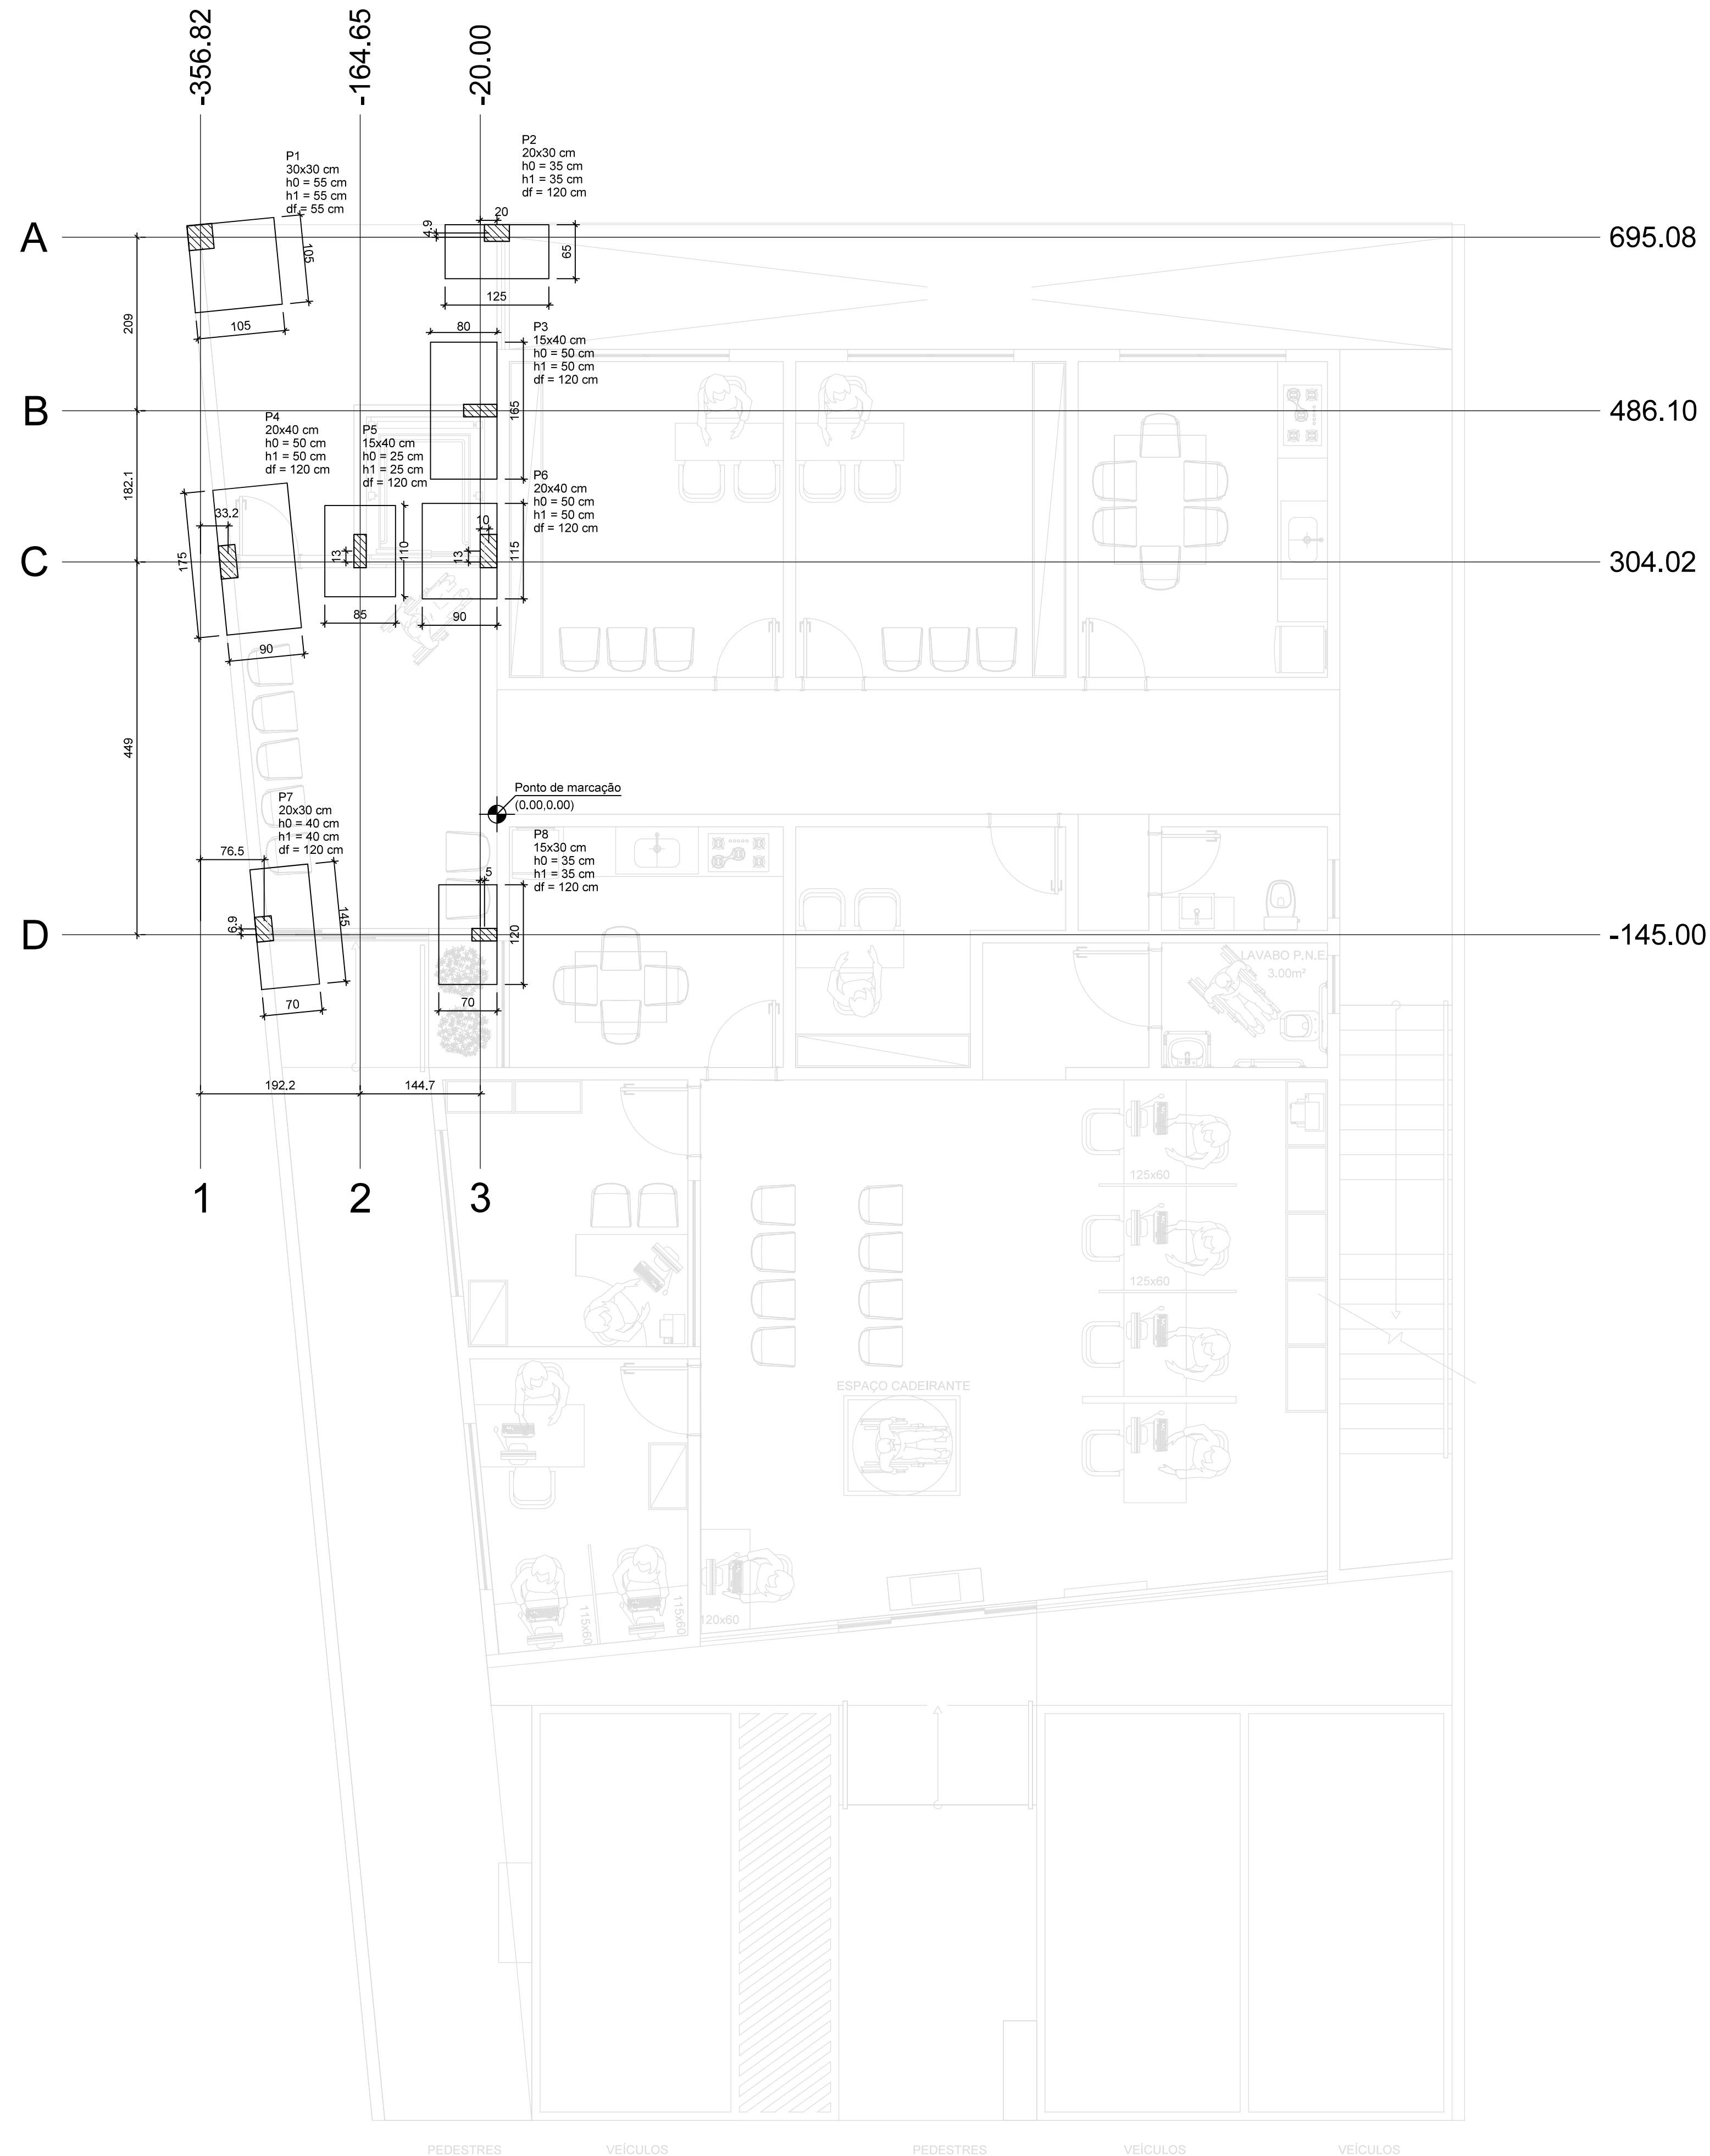 -356.82
-164.65
-20.00
P1
30x30 cm
h0 = 55 cm
h1 = 55 cm
df = 55 cm
P2
20x30 cm
h0 = 35 cm
h1 = 35 cm
df = 120 cm
20
4.9
A
695.08
105
65
125
105
209
80
P3
15x40 cm
h0 = 50 cm
h1 = 50 cm
df = 120 cm
165
B
486.10
P4
20x40 cm
h0 = 50 cm
h1 = 50 cm
df = 120 cm
P5
15x40 cm
h0 = 25 cm
h1 = 25 cm
df = 120 cm
182.1
P6
20x40 cm
h0 = 50 cm
h1 = 50 cm
df = 120 cm
33.2
10
175
13
110
13
115
C
304.02
85
90
90
449
Ponto de marcação
(0.00,0.00)
P7
20x30 cm
h0 = 40 cm
h1 = 40 cm
df = 120 cm
76.5
P8
15x30 cm
h0 = 35 cm
h1 = 35 cm
df = 120 cm
5
6.9
145
120
D
-145.00
LAVABO P.N.E.
3.00m²
70
70
192.2
144.7
1
2
3
125x60
125x60
ESPAÇO CADEIRANTE
115x60
115x60
120x60
PEDESTRES
VEÍCULOS
PEDESTRES
VEÍCULOS
VEÍCULOS